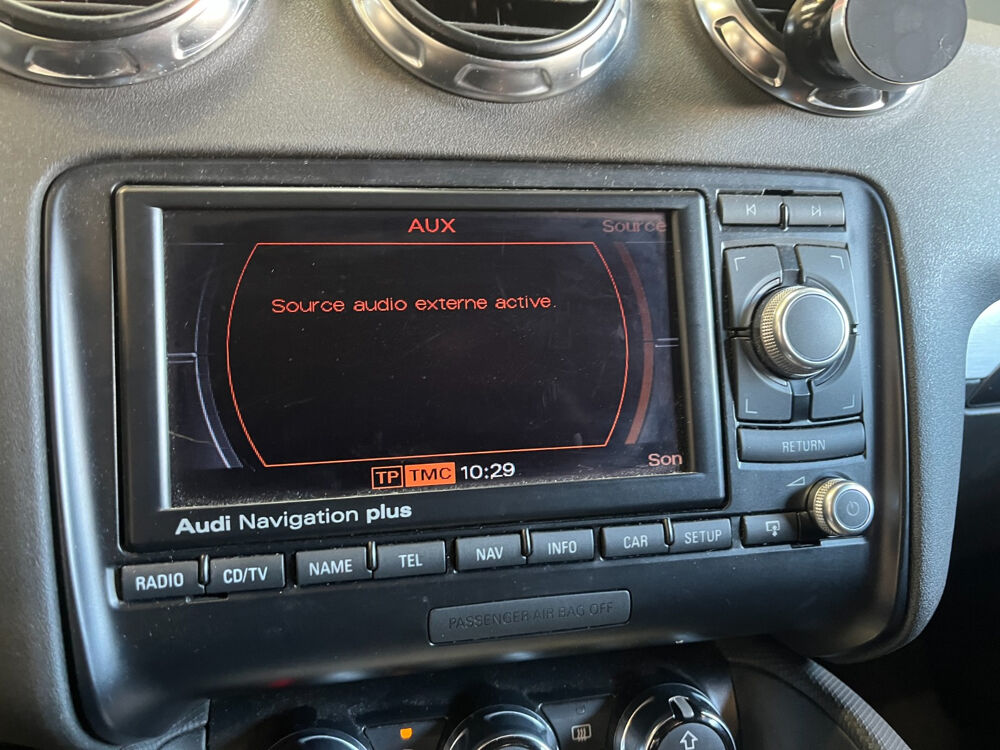 AUX
Source
Source audio externe active.
Son
TP TMC 10:29
Audi Navigation plus
RETURN
RADIO
CD/TV
NAME
TEL
NAV
INFO
CAR
SETUP
PASSENGER AIR BAG OFF